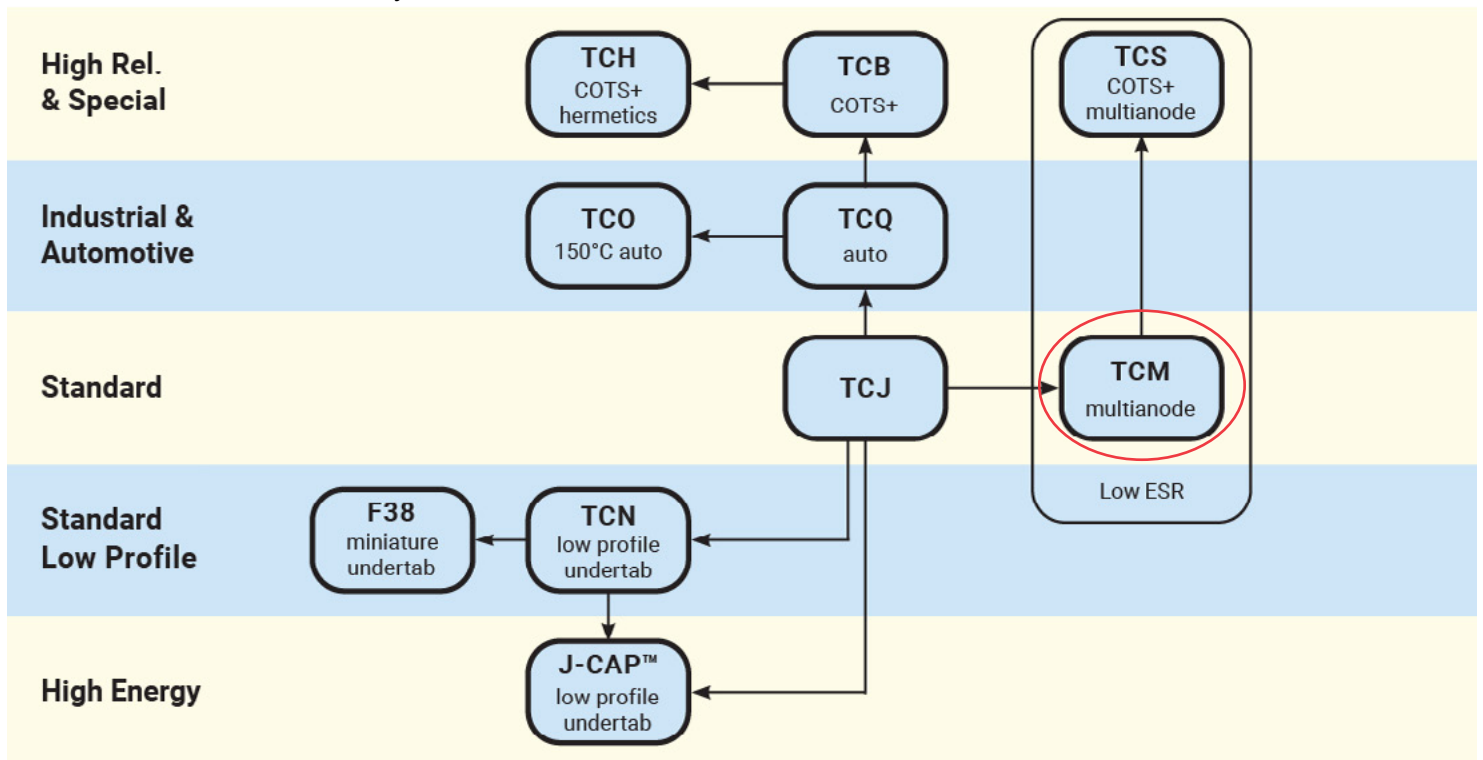 High Rel.
& Special
TCH
COTS+
hermetics
TCB
COTS+
TCS
COTS+
multianode
Industrial &
Automotive
TCO
150°C auto
TCQ
auto
Standard
TCJ
TCM
multianode
Low ESR
Standard
Low Profile
F38
miniature
undertab
TCN
low profile
undertab
High Energy
J-CAP™
low profile
undertab